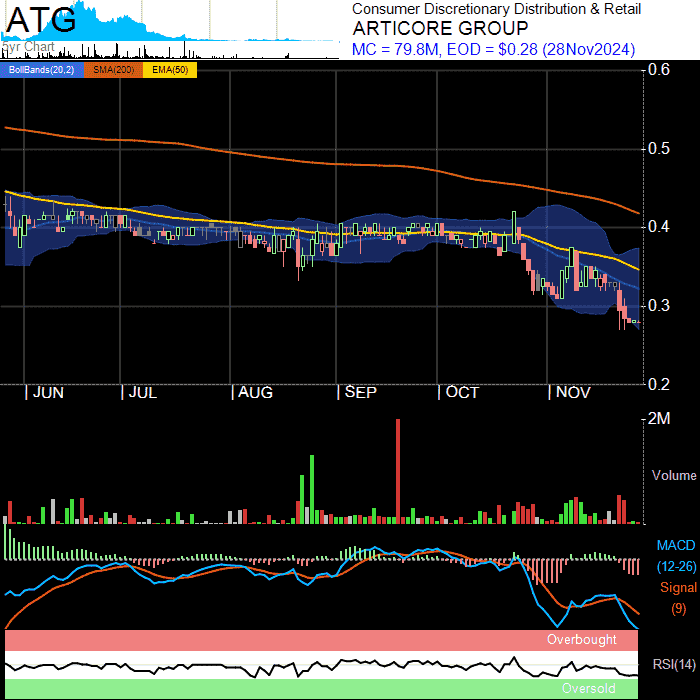 ATG
5yr Chart
Consumer Discretionary Distribution & Retail
ARTICORE GROUP
MC = 79.8M, EOD = $0.28 (28Nov2024)
BollBands(20,2) SMA(200) EMA(50)
0.6
0.5
0.4
0.3
0.2
JUN JUL AUG SEP OCT NOV
2M
Volume
MACD
(12-26)
Signal
(9)
Overbought
RSI(14)
Oversold